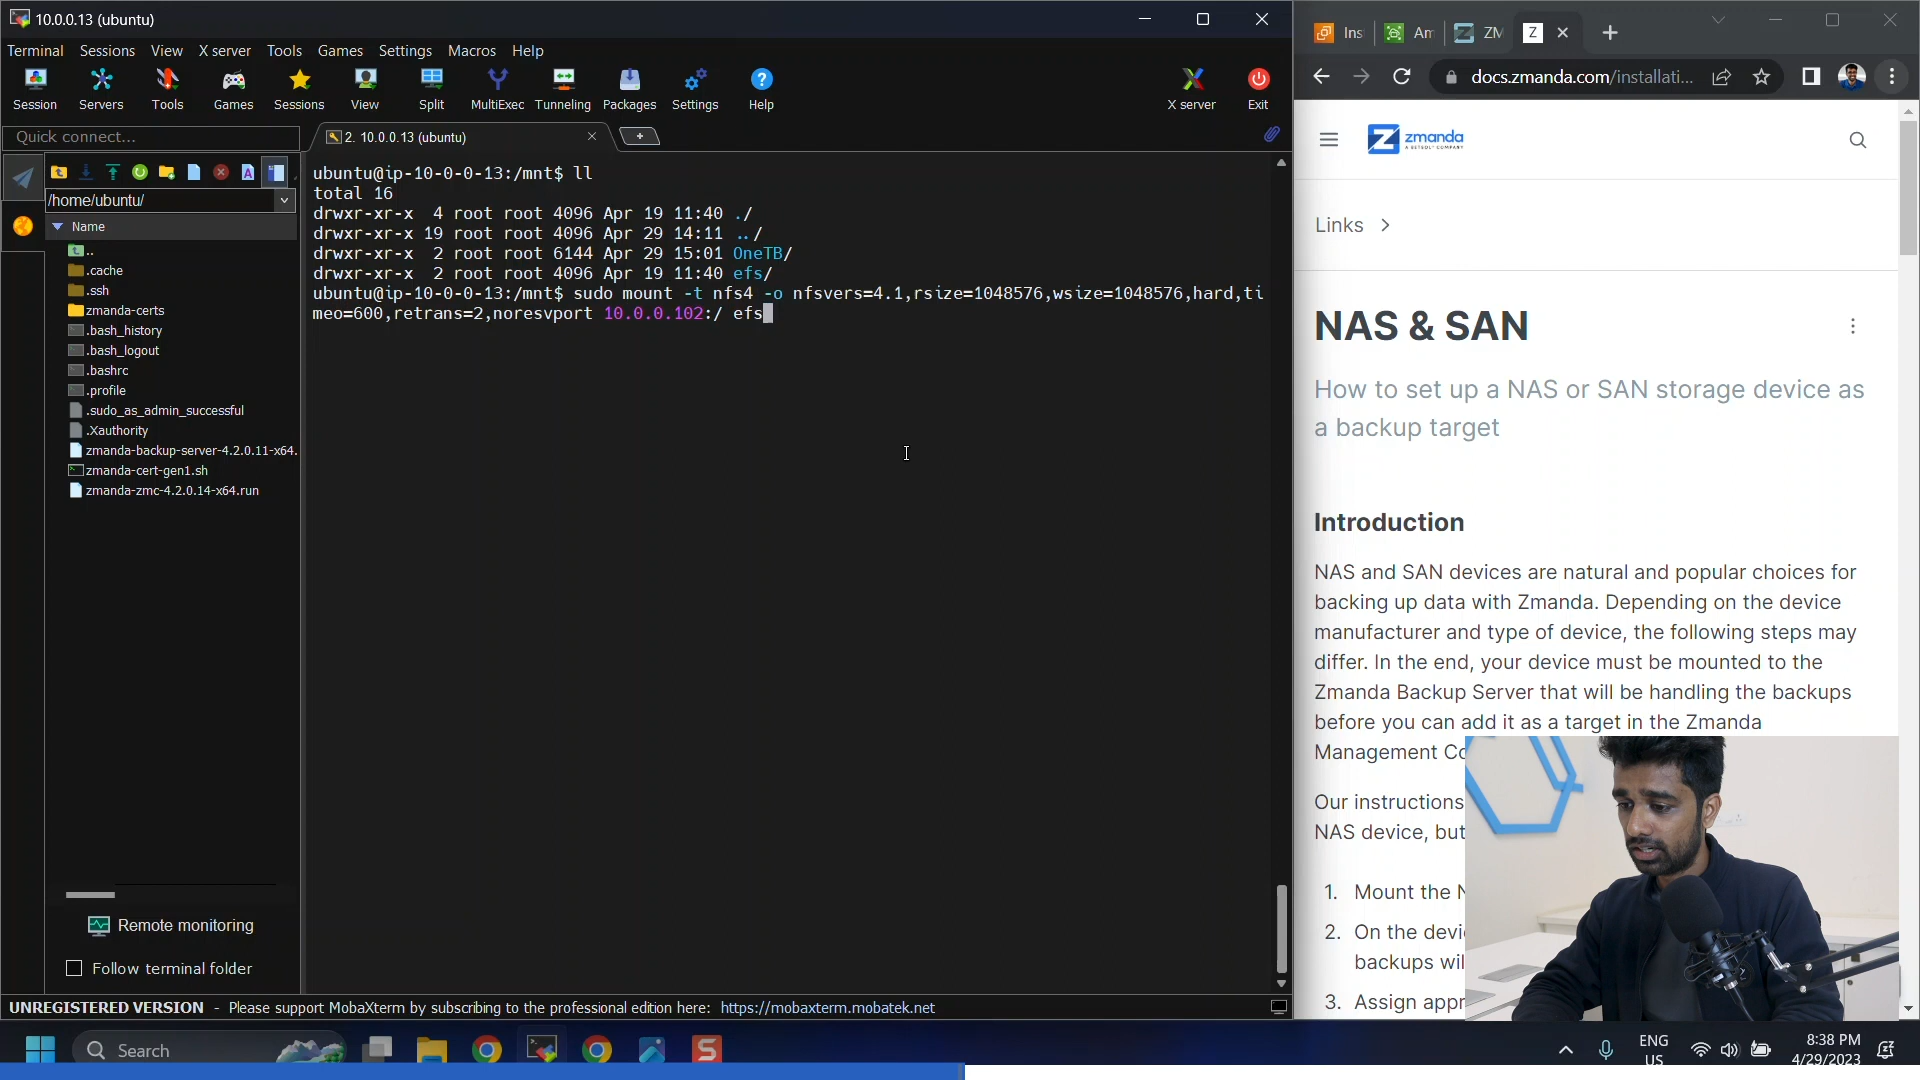 10.0.0.13 (ubuntu)
Terminal Sessions View X server Tools Games Settings Macros Help
Session Servers Tools Games Sessions View Split MultiExec Tunneling Packages Settings Help X server Exit
Quick connect...
2. 10.0.0.13 (ubuntu)
/home/ubuntu/
Name
..
.cache
.ssh
zmanda-certs
.bash_history
.bash_logout
.bashrc
.profile
.sudo_as_admin_successful
.Xauthority
zmanda-backup-server-4.2.0.11-x64.
zmanda-cert-gen1.sh
zmanda-zmc-4.2.0.14-x64.run
Remote monitoring
Follow terminal folder
ubuntu@ip-10-0-0-13:/mnt$ ll
total 16
drwxr-xr-x 4 root root 4096 Apr 19 11:40 ./
drwxr-xr-x 19 root root 4096 Apr 29 14:11 ../
drwxr-xr-x 2 root root 6144 Apr 29 15:01 OneTB/
drwxr-xr-x 2 root root 4096 Apr 19 11:40 efs/
ubuntu@ip-10-0-0-13:/mnt$ sudo mount -t nfs4 -o nfsvers=4.1,rsize=1048576,wsize=1048576,hard,ti
meo=600,retrans=2,noresvport 10.0.0.102:/ efs
UNREGISTERED VERSION - Please support MobaXterm by subscribing to the professional edition here: https://mobaxterm.mobatek.net
Ins Am ZM Z
docs.zmanda.com/installati...
zmanda
A BETSOL® COMPANY
Links
NAS & SAN
How to set up a NAS or SAN storage device as
a backup target
Introduction
NAS and SAN devices are natural and popular choices for
backing up data with Zmanda. Depending on the device
manufacturer and type of device, the following steps may
differ. In the end, your device must be mounted to the
Zmanda Backup Server that will be handling the backups
before you can add it as a target in the Zmanda
Management Co
Our instructions
NAS device, but
1. Mount the N
2. On the devi
backups wil
3. Assign appr
Search
ENG
US
8:38 PM
4/29/2023